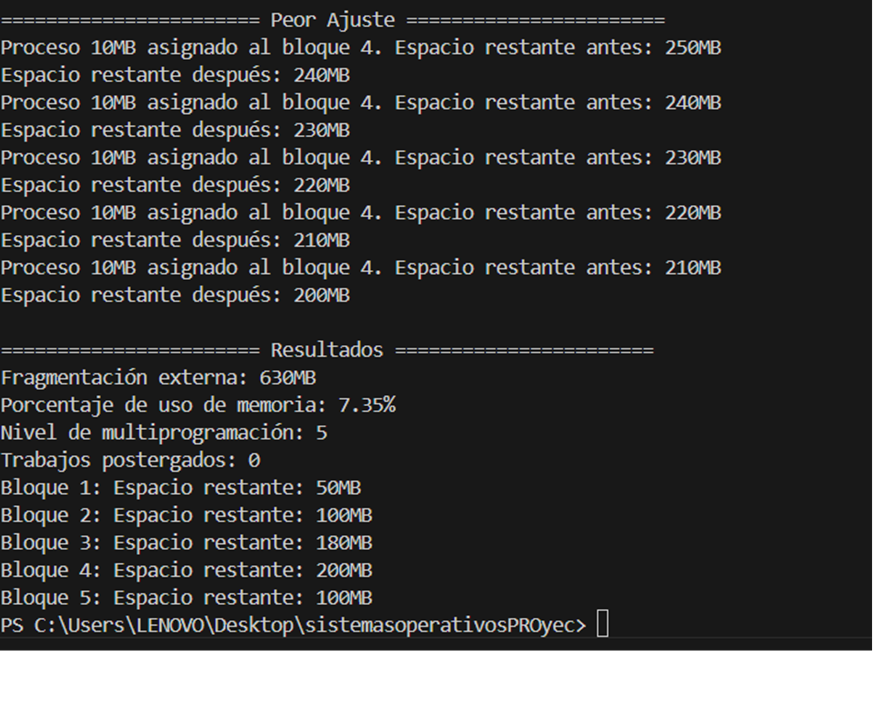 ======================= Peor Ajuste =======================
Proceso 10MB asignado al bloque 4. Espacio restante antes: 250MB
Espacio restante después: 240MB
Proceso 10MB asignado al bloque 4. Espacio restante antes: 240MB
Espacio restante después: 230MB
Proceso 10MB asignado al bloque 4. Espacio restante antes: 230MB
Espacio restante después: 220MB
Proceso 10MB asignado al bloque 4. Espacio restante antes: 220MB
Espacio restante después: 210MB
Proceso 10MB asignado al bloque 4. Espacio restante antes: 210MB
Espacio restante después: 200MB
======================= Resultados =======================
Fragmentación externa: 630MB
Porcentaje de uso de memoria: 7.35%
Nivel de multiprogramación: 5
Trabajos postergados: 0
Bloque 1: Espacio restante: 50MB
Bloque 2: Espacio restante: 100MB
Bloque 3: Espacio restante: 180MB
Bloque 4: Espacio restante: 200MB
Bloque 5: Espacio restante: 100MB
PS C:\Users\LENOVO\Desktop\sistemasoperativosPROyec>